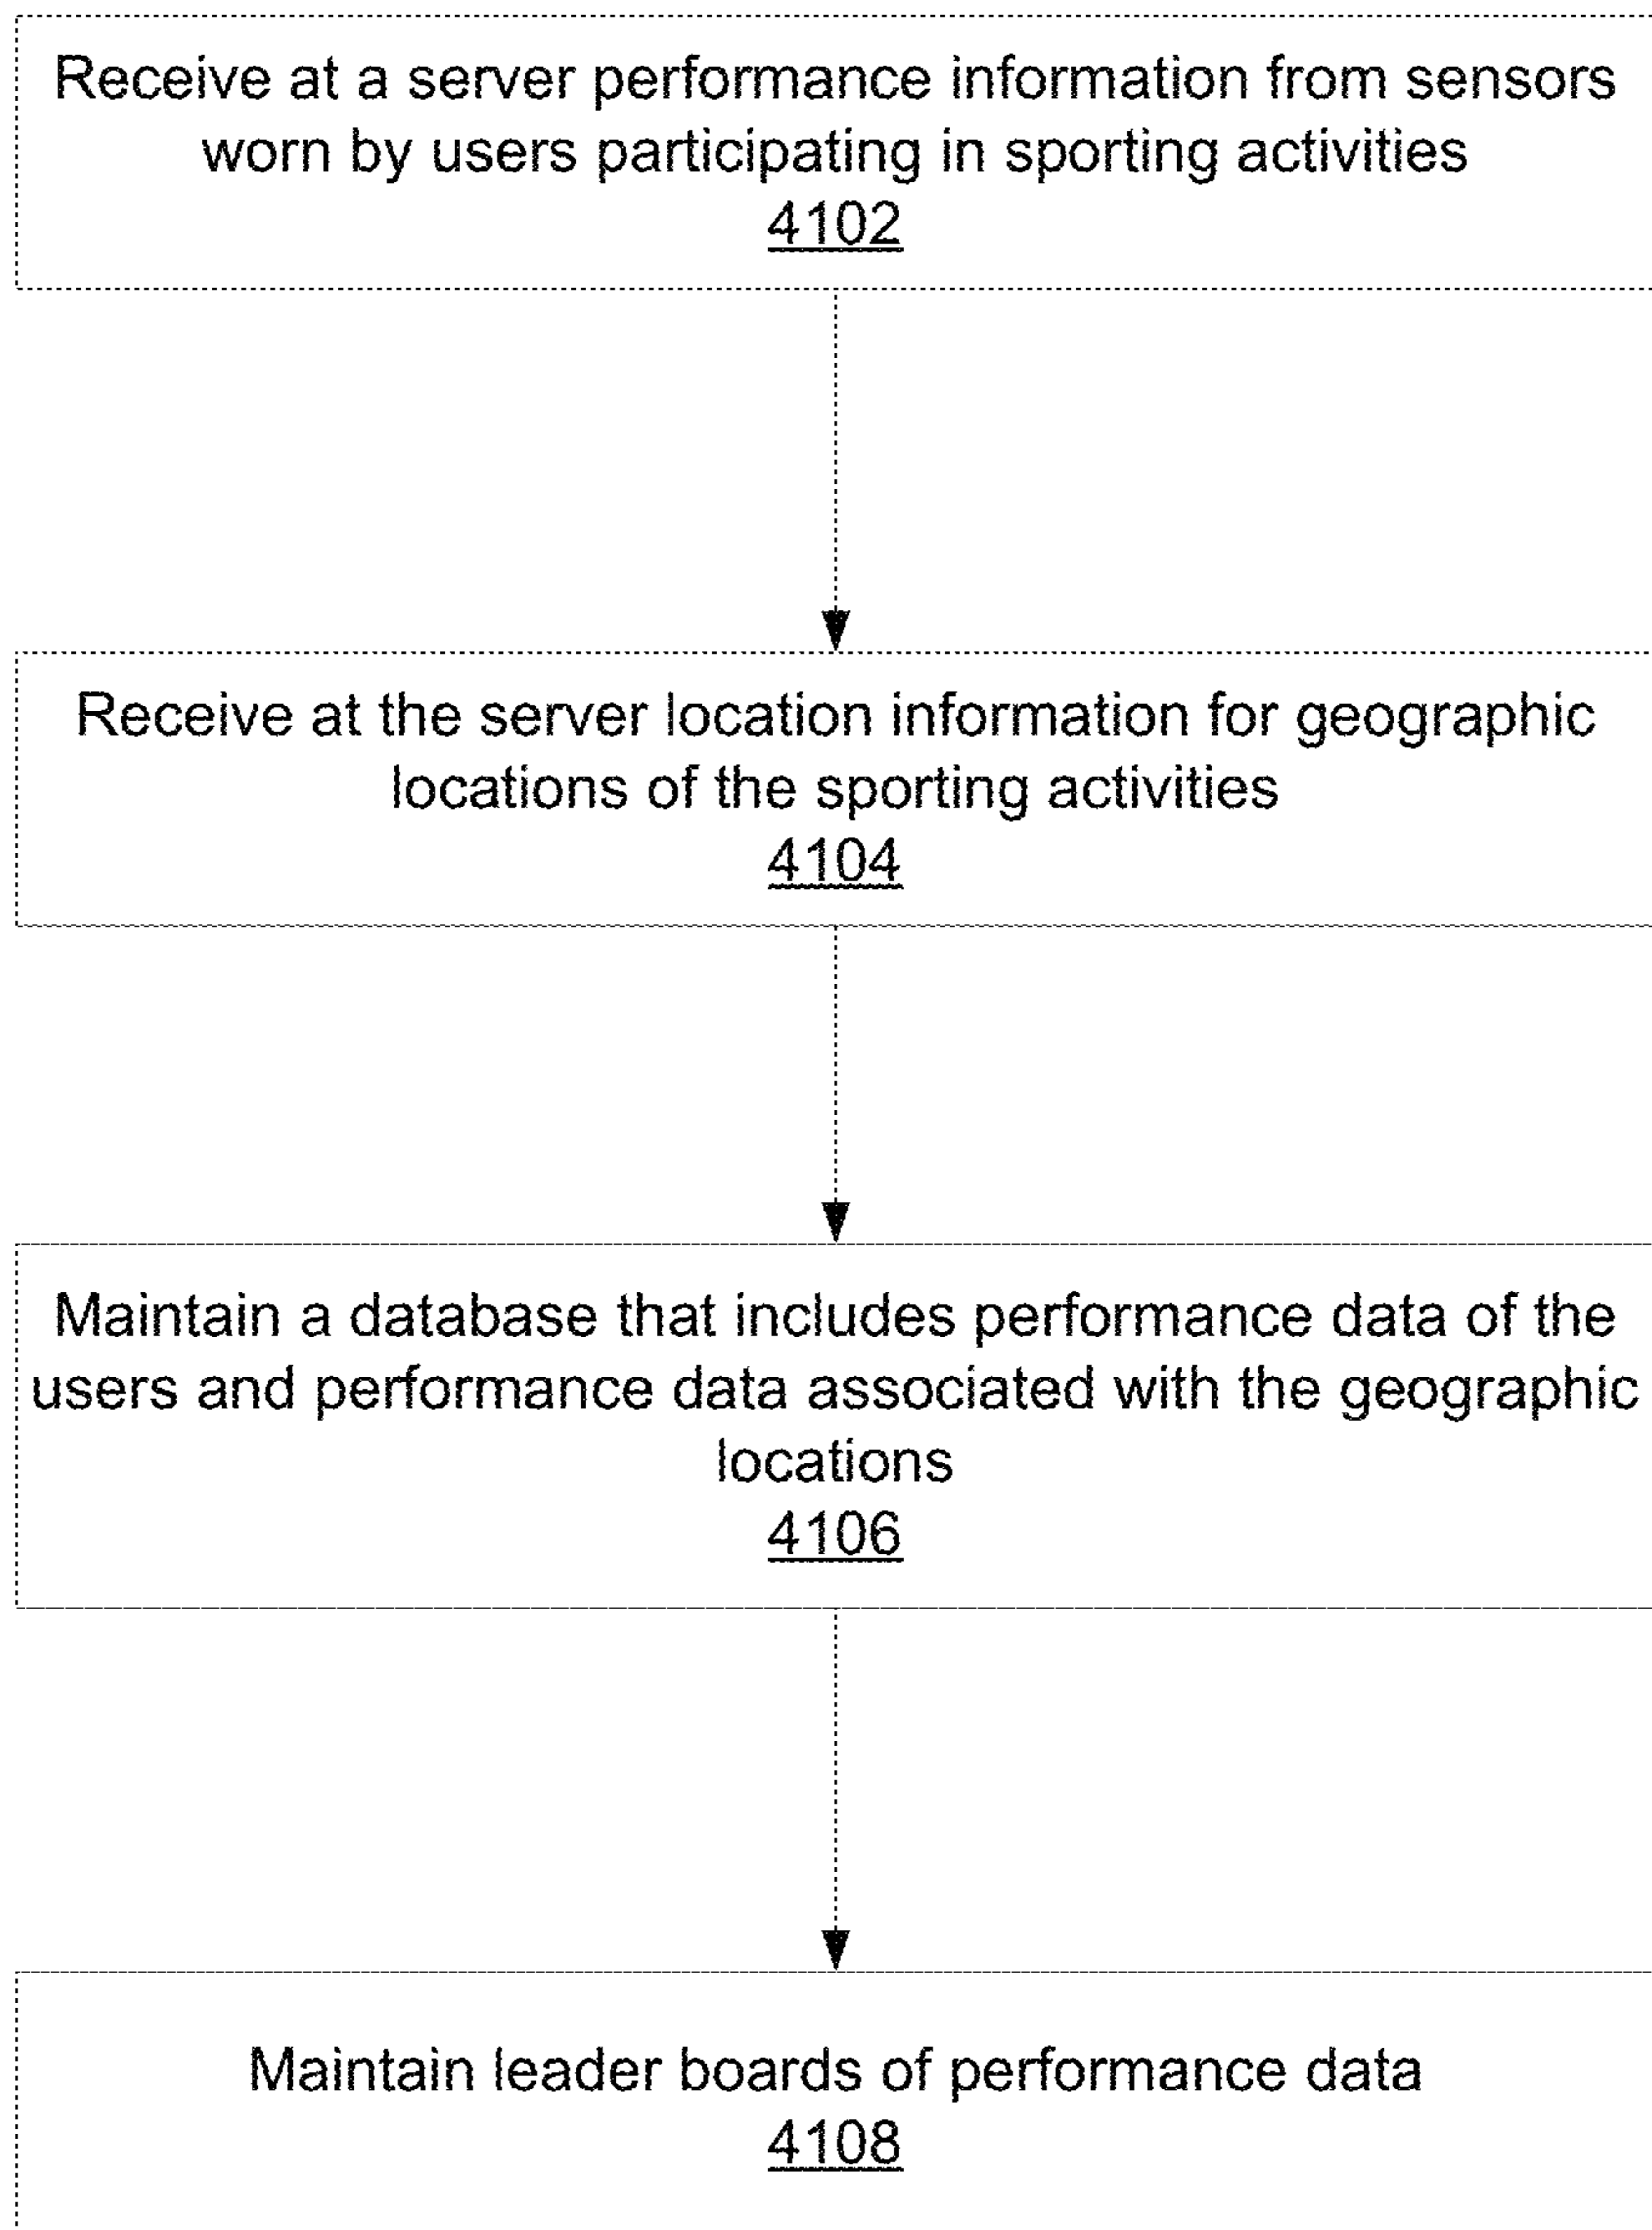 Receive at a server performance information from sensors
worn by users participating in sporting activities
4102
Receive at the server location information for geographic
locations of the sporting activities
4104
Maintain a database that includes performance data of the
users and performance data associated with the geographic
locations
4106
Maintain leader boards of performance data
4108